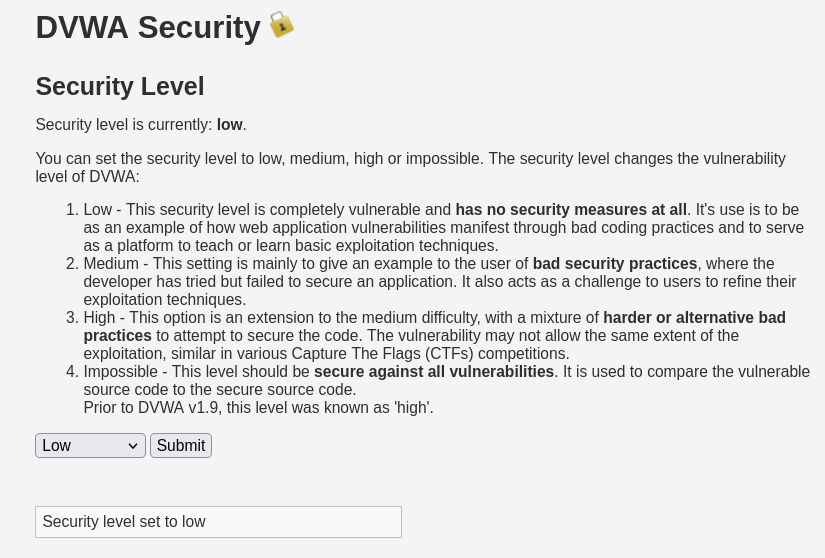 DVWA Security
Security Level
Security level is currently: low.
You can set the security level to low, medium, high or impossible. The security level changes the vulnerability
level of DVWA:
1. Low - This security level is completely vulnerable and has no security measures at all. It's use is to be
as an example of how web application vulnerabilities manifest through bad coding practices and to serve
as a platform to teach or learn basic exploitation techniques.
2. Medium - This setting is mainly to give an example to the user of bad security practices, where the
developer has tried but failed to secure an application. It also acts as a challenge to users to refine their
exploitation techniques.
3. High - This option is an extension to the medium difficulty, with a mixture of harder or alternative bad
practices to attempt to secure the code. The vulnerability may not allow the same extent of the
exploitation, similar in various Capture The Flags (CTFs) competitions.
4. Impossible - This level should be secure against all vulnerabilities. It is used to compare the vulnerable
source code to the secure source code.
Prior to DVWA v1.9, this level was known as 'high'.
Low Submit
Security level set to low